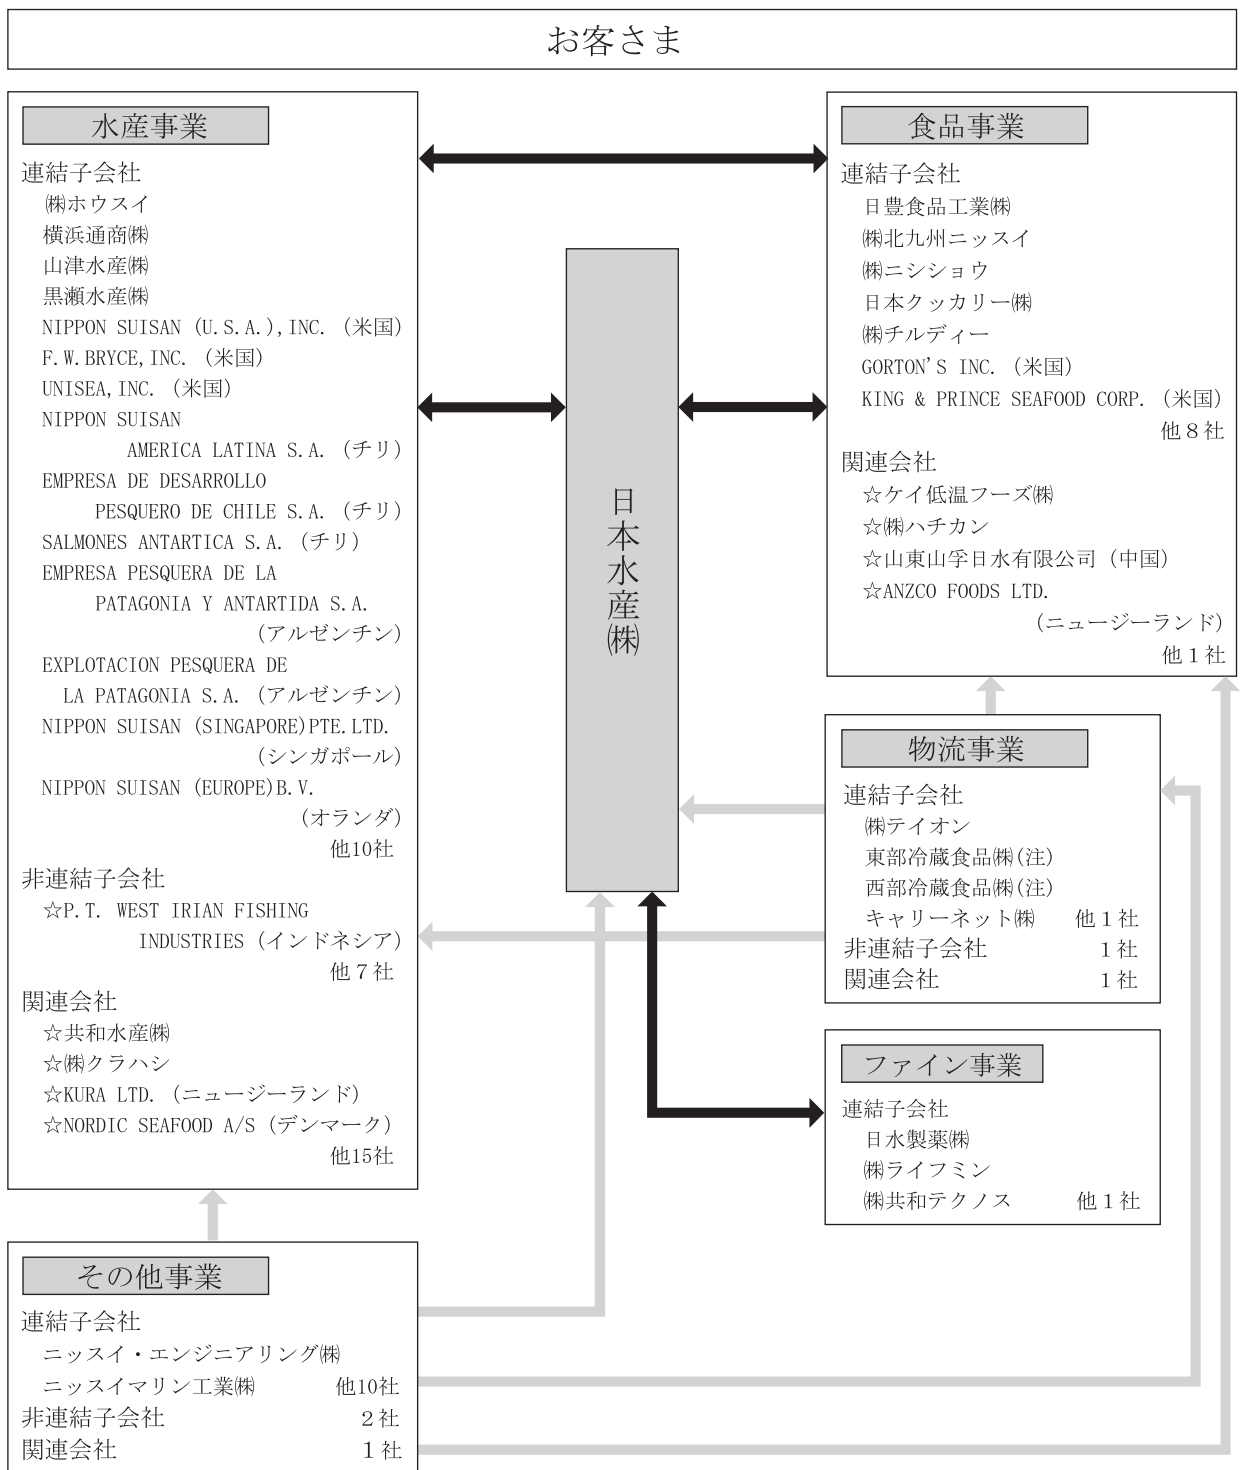 お客さま
水産事業
連結子会社
㈱ホウスイ
横浜通商㈱
山津水産㈱
黒瀬水産㈱
NIPPON SUISAN (U.S.A.),INC. (米国)
F.W.BRYCE,INC. (米国)
UNISEA,INC. (米国)
NIPPON SUISAN
AMERICA LATINA S.A. (チリ)
EMPRESA DE DESARROLLO
PESQUERO DE CHILE S.A. (チリ)
SALMONES ANTARTICA S.A. (チリ)
EMPRESA PESQUERA DE LA
PATAGONIA Y ANTARTIDA S.A.
(アルゼンチン)
EXPLOTACION PESQUERA DE
LA PATAGONIA S.A. (アルゼンチン)
NIPPON SUISAN (SINGAPORE)PTE.LTD.
(シンガポール)
NIPPON SUISAN (EUROPE)B.V.
(オランダ)
他10社
非連結子会社
☆P.T. WEST IRIAN FISHING
INDUSTRIES (インドネシア)
他７社
関連会社
☆共和水産㈱
☆㈱クラハシ
☆KURA LTD. (ニュージーランド)
☆NORDIC SEAFOOD A/S (デンマーク)
他15社
日本水産㈱
食品事業
連結子会社
日豊食品工業㈱
㈱北九州ニッスイ
㈱ニシショウ
日本クッカリー㈱
㈱チルディー
GORTON'S INC. (米国)
KING & PRINCE SEAFOOD CORP. (米国)
他８社
関連会社
☆ケイ低温フーズ㈱
☆㈱ハチカン
☆山東山孚日水有限公司 (中国)
☆ANZCO FOODS LTD.
(ニュージーランド)
他１社
物流事業
連結子会社
㈱テイオン
東部冷蔵食品㈱(注)
西部冷蔵食品㈱(注)
キャリーネット㈱ 他１社
非連結子会社 １社
関連会社 １社
ファイン事業
連結子会社
日水製薬㈱
㈱ライフミン
㈱共和テクノス 他１社
その他事業
連結子会社
ニッスイ・エンジニアリング㈱
ニッスイマリン工業㈱ 他10社
非連結子会社 ２社
関連会社 １社